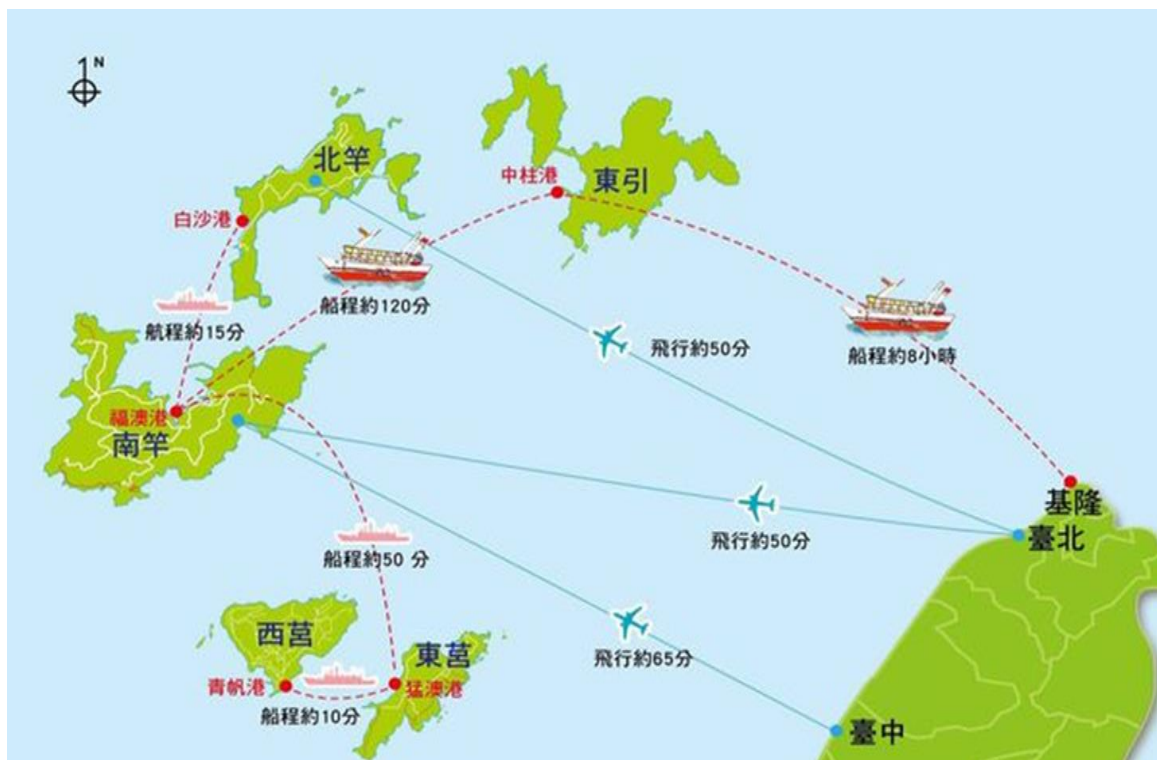 N
北竿
中柱港
東引
白沙港
船程約120分
航程約15分
飛行約50分
船程約8小時
福澳港
南竿
基隆
飛行約50分
臺北
船程約50 分
西莒
東莒
飛行約65分
青帆港
猛澳港
船程約10分
臺中